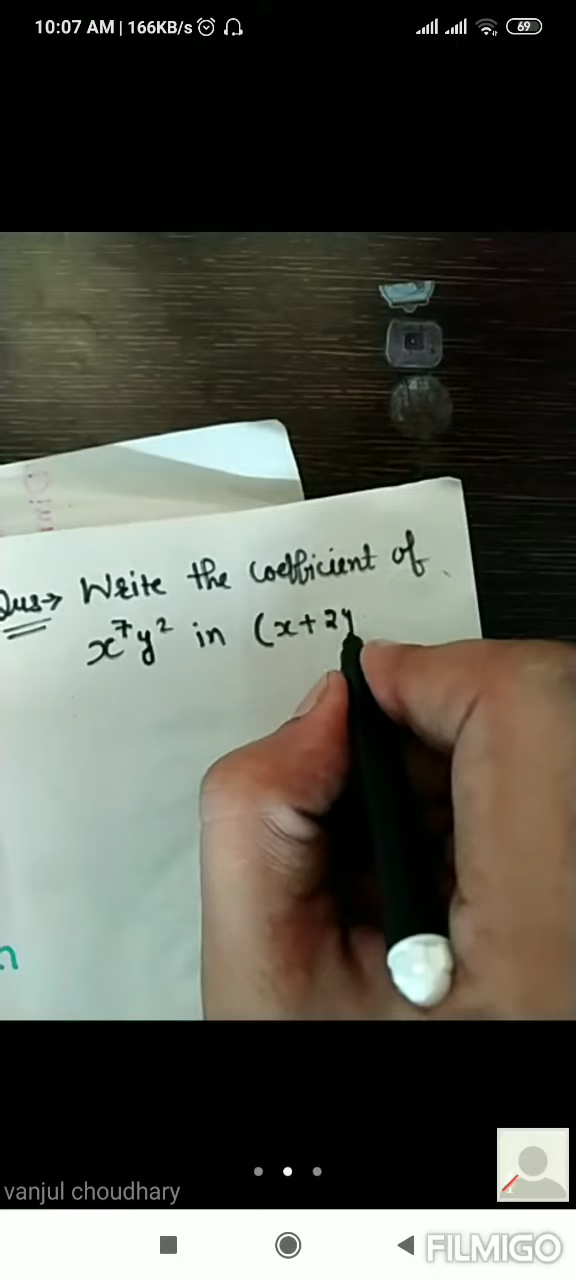 10:07 AM | 166KB/s
69
Qus→ Write the Coefficient of
x⁷y² in (x+2y
vanjul choudhary
FILMIGO